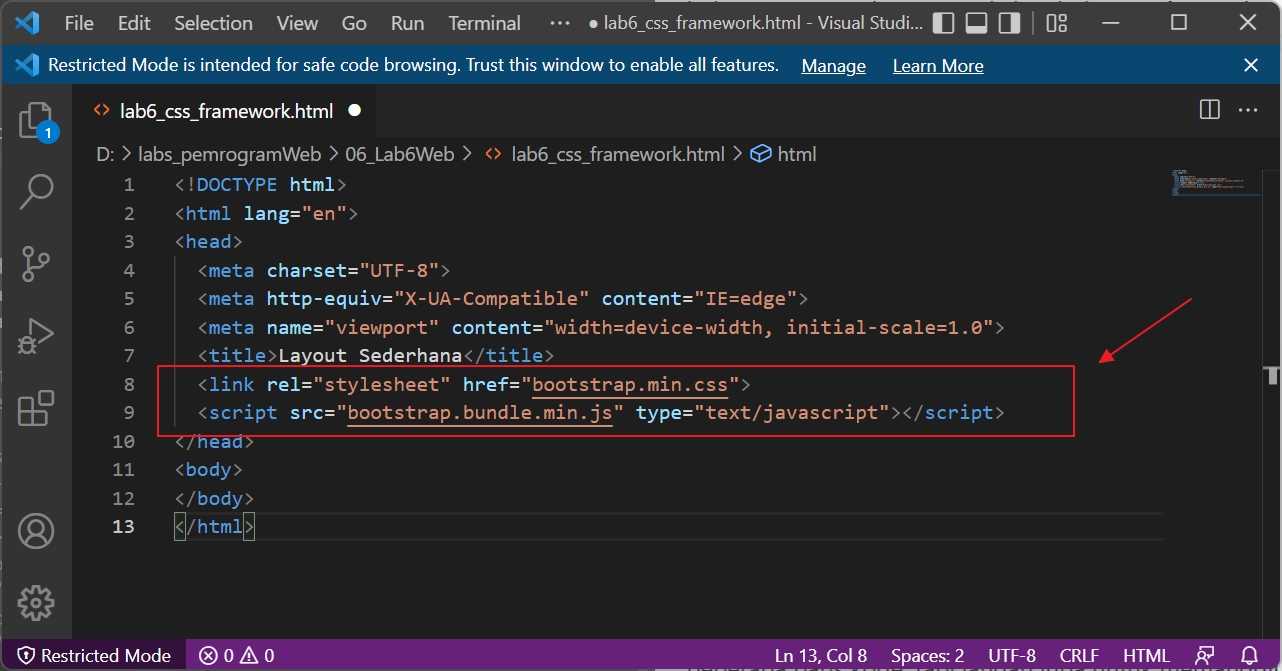 File Edit Selection View Go Run Terminal ··· ● lab6_css_framework.html - Visual Studi...
Restricted Mode is intended for safe code browsing. Trust this window to enable all features. Manage Learn More
<> lab6_css_framework.html ●
1
D: > labs_pemrogramWeb > 06_Lab6Web > <> lab6_css_framework.html > html
1 <!DOCTYPE html>
2 <html lang="en">
3 <head>
4 <meta charset="UTF-8">
5 <meta http-equiv="X-UA-Compatible" content="IE=edge">
6 <meta name="viewport" content="width=device-width, initial-scale=1.0">
7 <title>Layout Sederhana</title>
8 <link rel="stylesheet" href="bootstrap.min.css">
9 <script src="bootstrap.bundle.min.js" type="text/javascript"></script>
10 </head>
11 <body>
12 </body>
13 </html>
Restricted Mode 0 0 Ln 13, Col 8 Spaces: 2 UTF-8 CRLF HTML